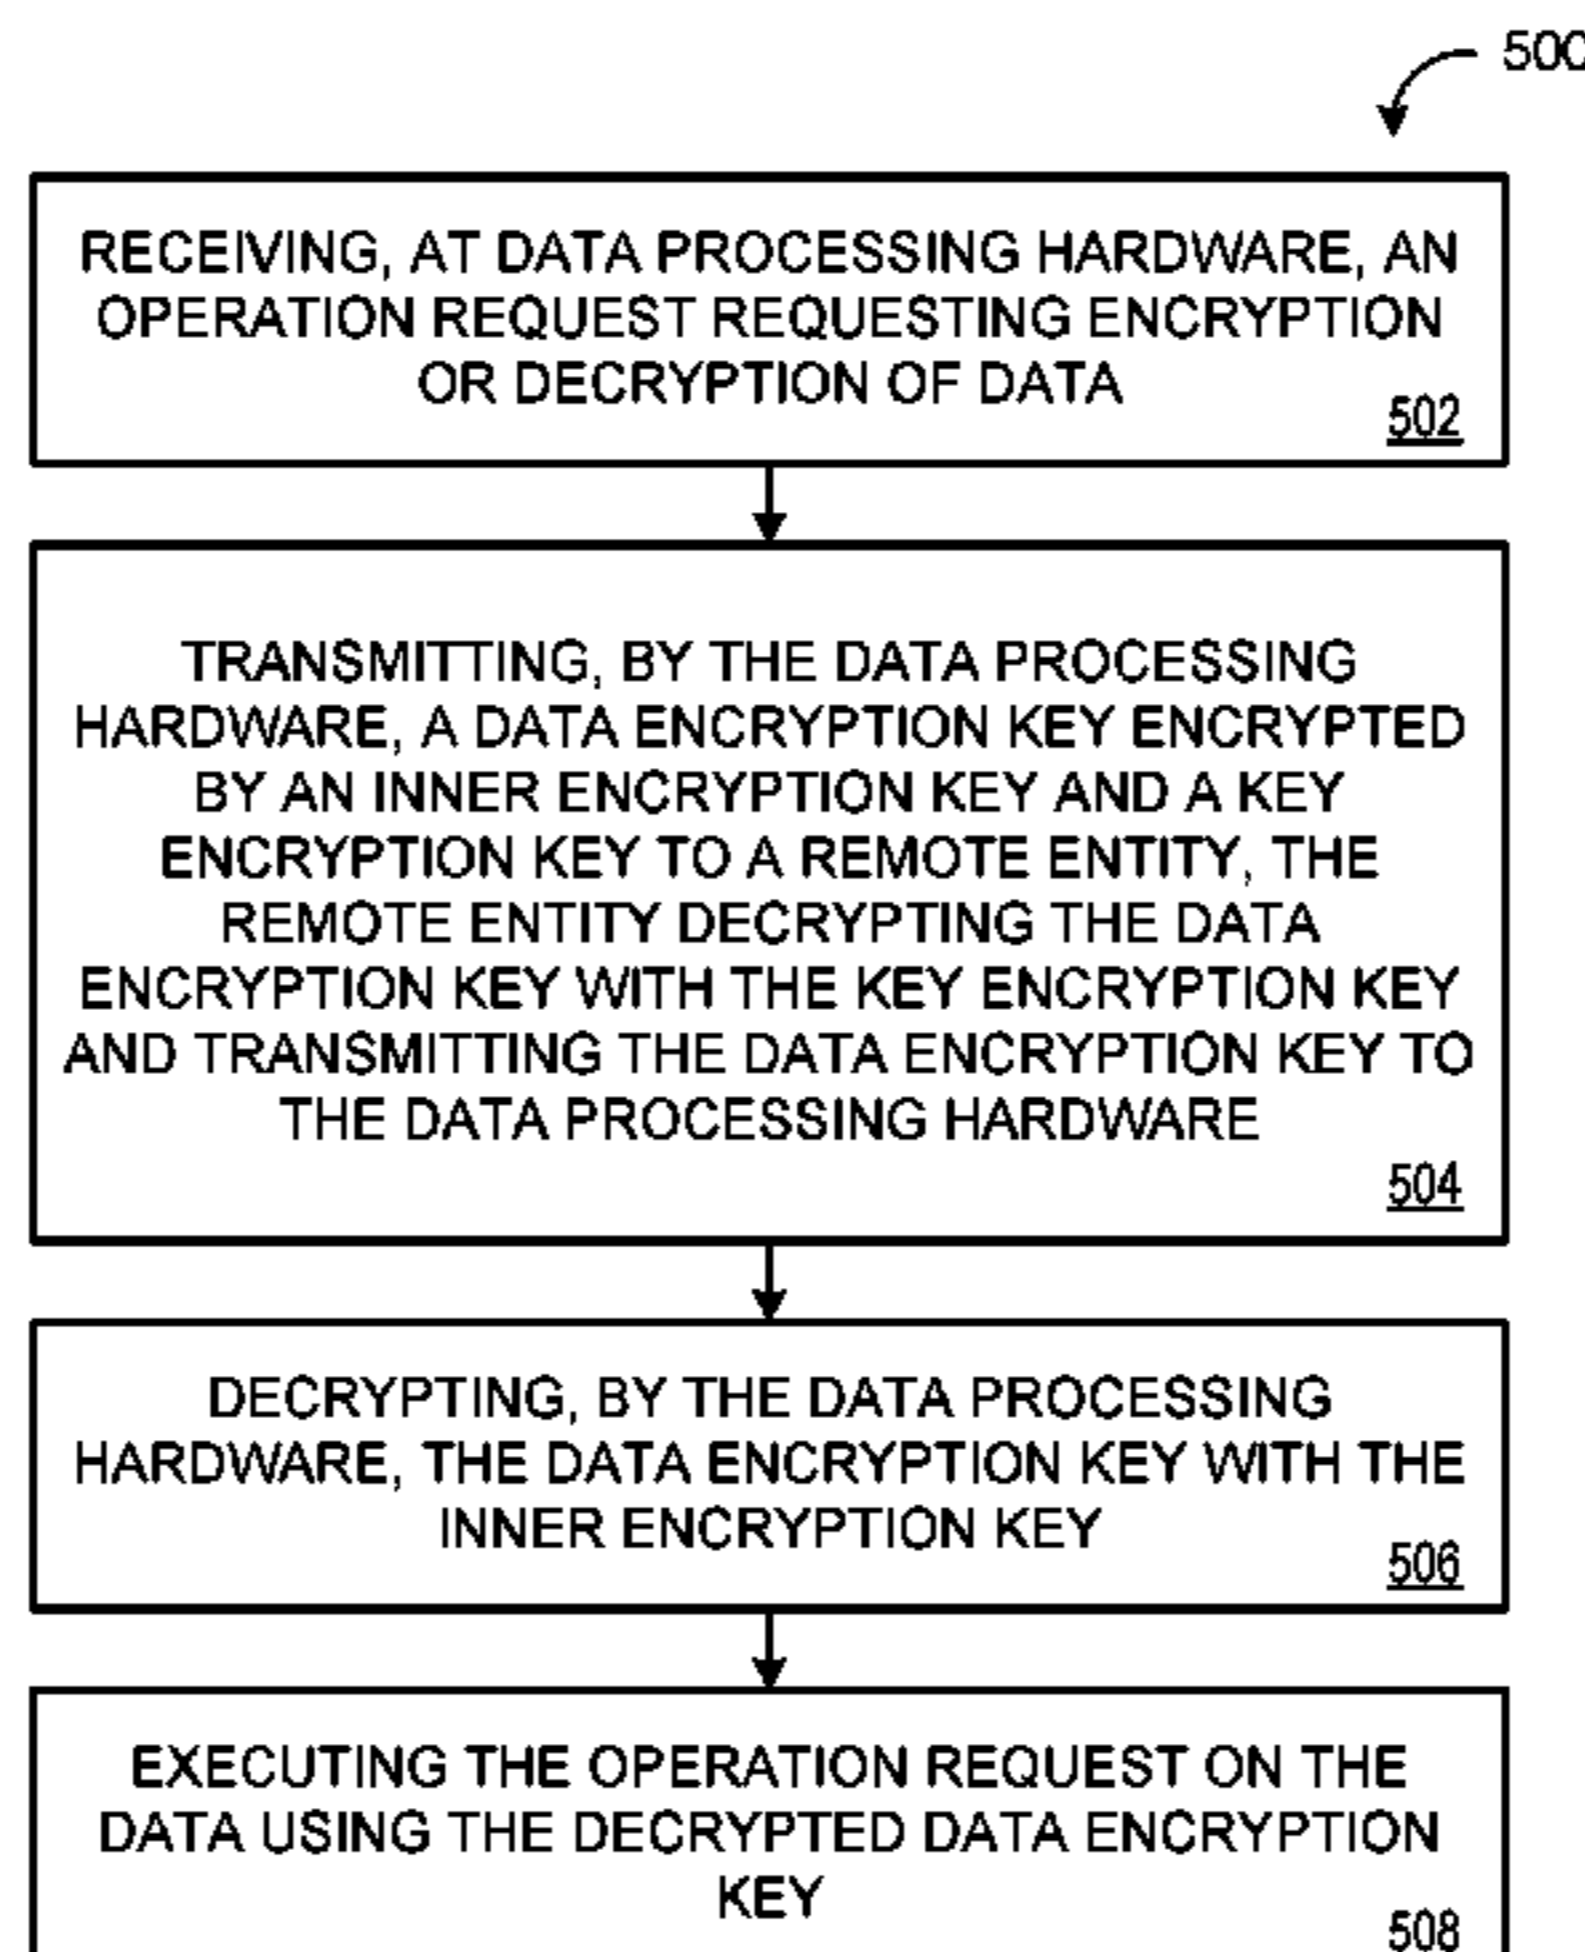 500
RECEIVING, AT DATA PROCESSING HARDWARE, AN
OPERATION REQUEST REQUESTING ENCRYPTION
OR DECRYPTION OF DATA
502
TRANSMITTING, BY THE DATA PROCESSING
HARDWARE, A DATA ENCRYPTION KEY ENCRYPTED
BY AN INNER ENCRYPTION KEY AND A KEY
ENCRYPTION KEY TO A REMOTE ENTITY, THE
REMOTE ENTITY DECRYPTING THE DATA
ENCRYPTION KEY WITH THE KEY ENCRYPTION KEY
AND TRANSMITTING THE DATA ENCRYPTION KEY TO
THE DATA PROCESSING HARDWARE
504
DECRYPTING, BY THE DATA PROCESSING
HARDWARE, THE DATA ENCRYPTION KEY WITH THE
INNER ENCRYPTION KEY
506
EXECUTING THE OPERATION REQUEST ON THE
DATA USING THE DECRYPTED DATA ENCRYPTION
KEY
508